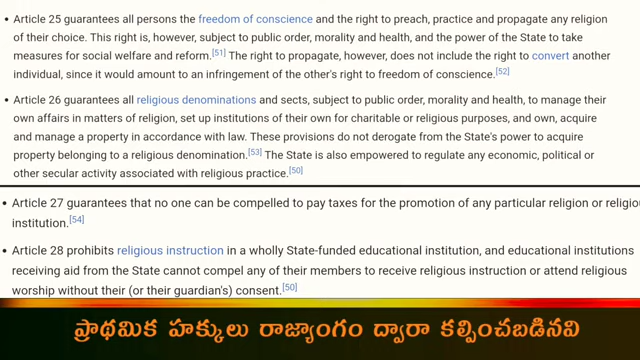 • Article 25 guarantees all persons the freedom of conscience and the right to preach, practice and propagate any religion
of their choice. This right is, however, subject to public order, morality and health, and the power of the State to take
measures for social welfare and reform.[51] The right to propagate, however, does not include the right to convert another
individual, since it would amount to an infringement of the other's right to freedom of conscience.[52]
• Article 26 guarantees all religious denominations and sects, subject to public order, morality and health, to manage their
own affairs in matters of religion, set up institutions of their own for charitable or religious purposes, and own, acquire
and manage a property in accordance with law. These provisions do not derogate from the State's power to acquire
property belonging to a religious denomination.[53] The State is also empowered to regulate any economic, political or
other secular activity associated with religious practice.[50]
• Article 27 guarantees that no one can be compelled to pay taxes for the promotion of any particular religion or religiou
institution.[54]
• Article 28 prohibits religious instruction in a wholly State-funded educational institution, and educational institutions
receiving aid from the State cannot compel any of their members to receive religious instruction or attend religious
worship without their (or their guardian's) consent.[50]
ప్రాథమిక హక్కులు రాజ్యాంగం ద్వారా కల్పించబడినవి